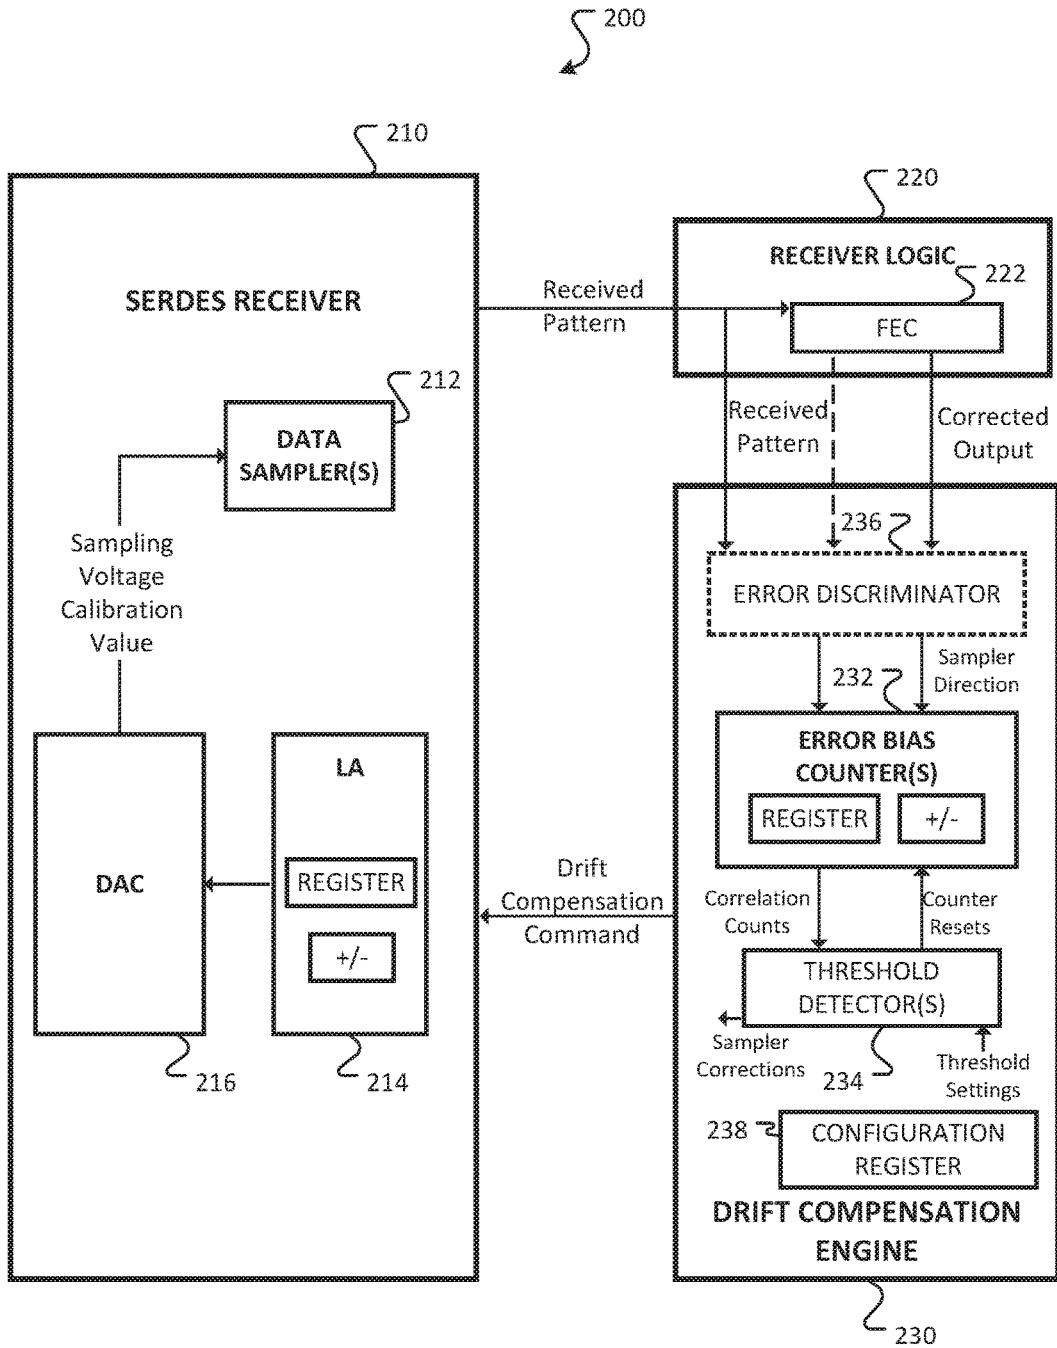 200
210
SERDES RECEIVER
212
DATA
SAMPLER(S)
Sampling
Voltage
Calibration
Value
DAC
216
LA
REGISTER
+/-
214
Received
Pattern
220
RECEIVER LOGIC
222
FEC
Received
Pattern
Corrected
Output
236
ERROR DISCRIMINATOR
Sampler
Direction
232
ERROR BIAS
COUNTER(S)
REGISTER
+/-
Drift
Compensation
Command
Correlation
Counts
Counter
Resets
THRESHOLD
DETECTOR(S)
Sampler
Corrections
234
Threshold
Settings
238
CONFIGURATION
REGISTER
DRIFT COMPENSATION
ENGINE
230